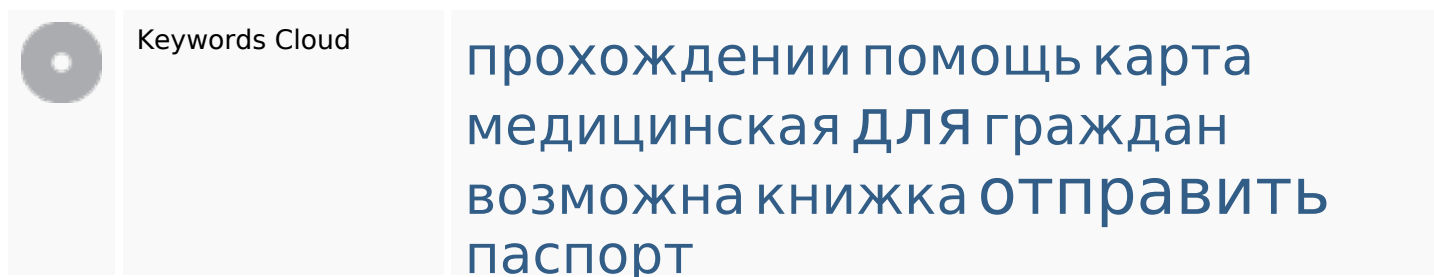 Keywords Cloud
прохождении помощь карта
медицинская для граждан
возможна книжка отправить
паспорт